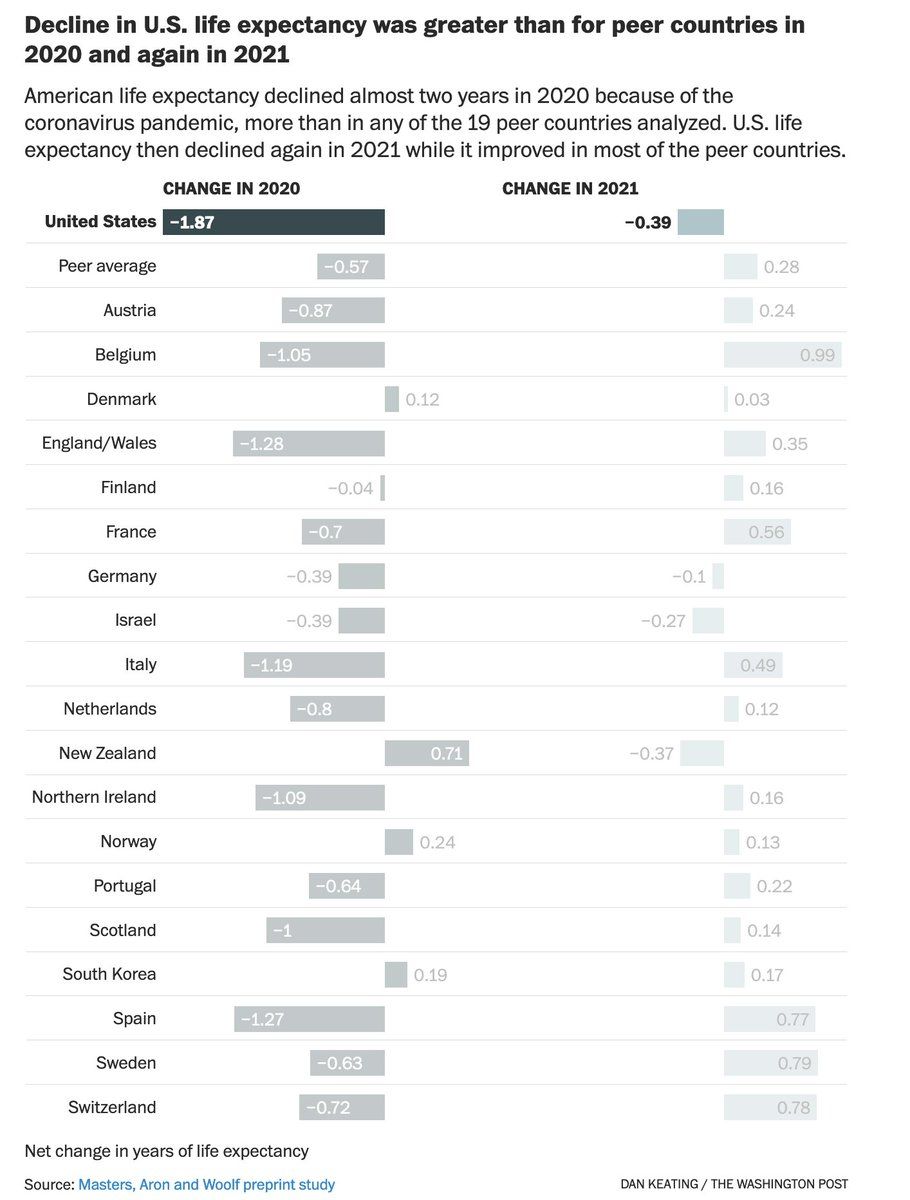 Decline in U.S. life expectancy was greater than for peer countries in
2020 and again in 2021
American life expectancy declined almost two years in 2020 because of the
coronavirus pandemic, more than in any of the 19 peer countries analyzed. U.S. life
expectancy then declined again in 2021 while it improved in most of the peer countries.
CHANGE IN 2020 CHANGE IN 2021
United States −1.87 −0.39
Peer average −0.57 0.28
Austria −0.87 0.24
Belgium −1.05 0.99
Denmark 0.12 0.03
England/Wales −1.28 0.35
Finland −0.04 0.16
France −0.7 0.56
Germany −0.39 −0.1
Israel −0.39 −0.27
Italy −1.19 0.49
Netherlands −0.8 0.12
New Zealand 0.71 −0.37
Northern Ireland −1.09 0.16
Norway 0.24 0.13
Portugal −0.64 0.22
Scotland −1 0.14
South Korea 0.19 0.17
Spain −1.27 0.77
Sweden −0.63 0.79
Switzerland −0.72 0.78
Net change in years of life expectancy
Source: Masters, Aron and Woolf preprint study DAN KEATING / THE WASHINGTON POST